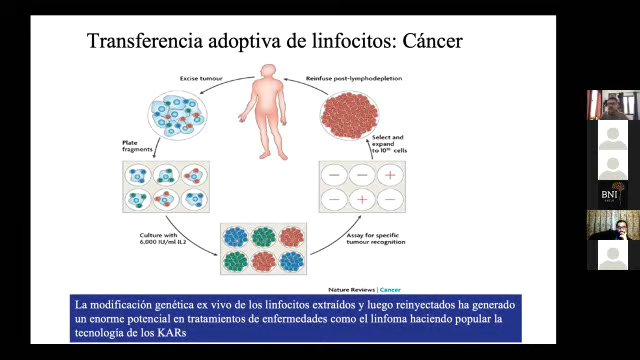 Transferencia adoptiva de linfocitos: Cáncer
Excise tumour
Reinfuse post-lymphodepletion
Plate
fragments
Select and
expand
to 10¹⁰ cells
Culture with
6,000 IU/ml IL2
Assay for specific
tumour recognition
Nature Reviews | Cancer
La modificación genética ex vivo de los linfocitos extraídos y luego reinyectados ha generado
un enorme potencial en tratamientos de enfermedades como el linfoma haciendo popular la
tecnología de los KARs
BNI